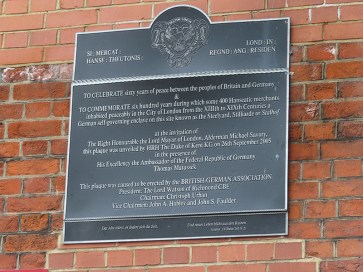 SE: MERCAT: LOND: IN:
HANSE: THEUTONIS: REGNO: ANG: RESIDEN
TO CELEBRATE sixty years of peace between the peoples of Britain and Germany
&
TO COMMEMORATE six hundred years during which some 400 Hanseatic merchants
inhabited peaceably in the City of London from the XIIIth to XIXth Centuries a
German self-governing enclave on this site known as the Steelyard, Stilliards or Stalhof
at the invitation of
The Right Honourable the Lord Mayor of London, Alderman Michael Savory,
this plaque was unveiled by HRH The Duke of Kent KG on 26th September 2005
in the presence of
His Excellency the Ambassador of the Federal Republic of Germany
Thomas Matussek
This plaque was caused to be erected by the BRITISH-GERMAN ASSOCIATION
President: The Lord Watson of Richmond CBE
Chairman: Christoph Urban
Vice Chairmen: John A. Hobley and John S. Faulder